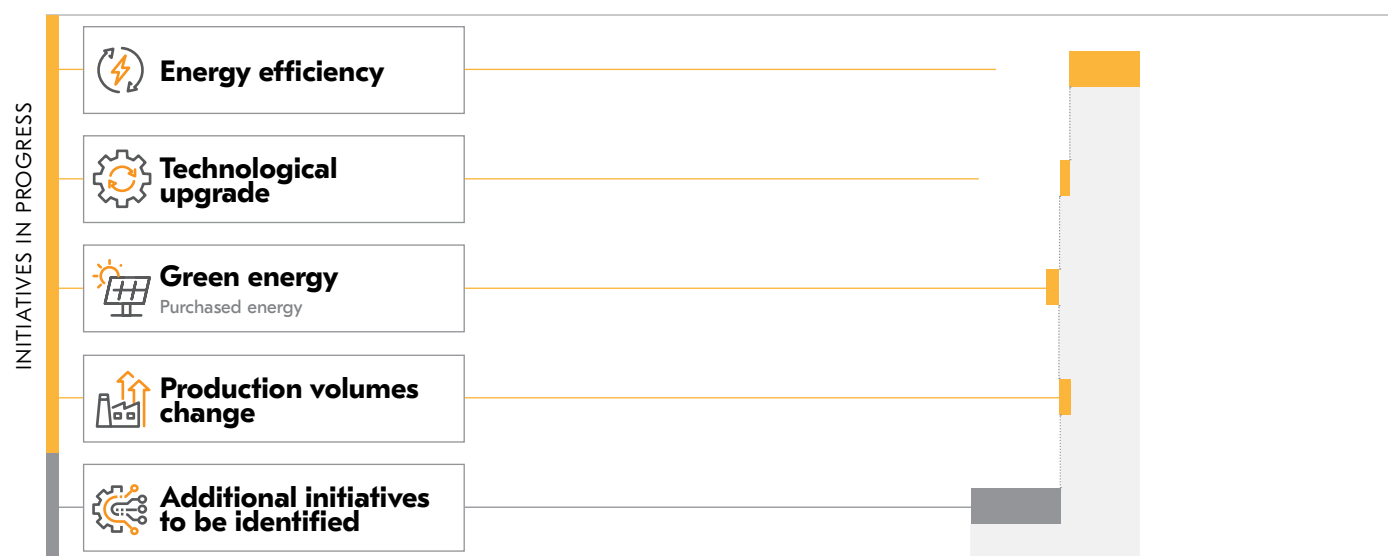 INITIATIVES IN PROGRESS
Energy efficiency
Technological
upgrade
Green energy
Purchased energy
Production volumes
change
Additional initiatives
to be identified